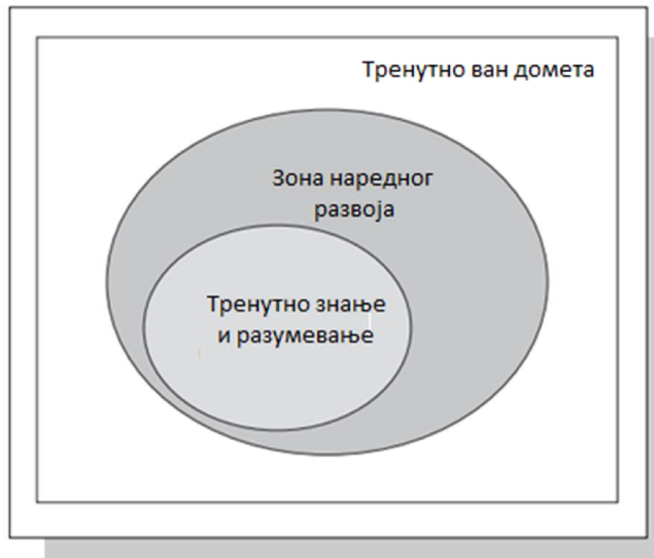 Тренутно ван домета
Зона наредног
развоја
Тренутно знање
и разумевање